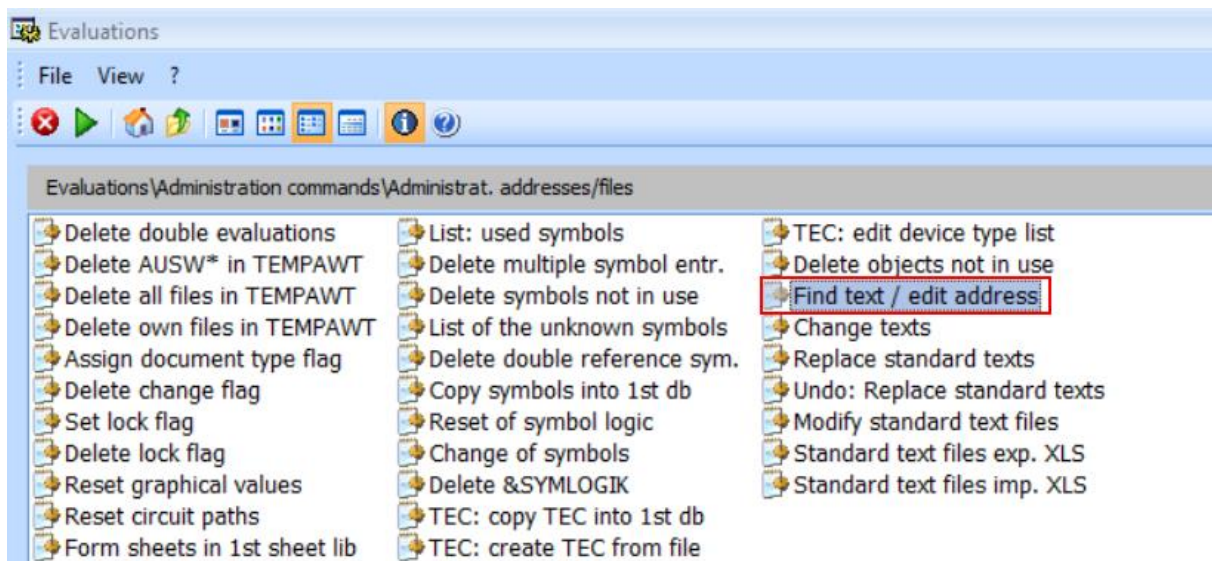 Evaluations
File View ?
Evaluations\Administration commands\Administrat. addresses/files
Delete double evaluations
Delete AUSW* in TEMPAWT
Delete all files in TEMPAWT
Delete own files in TEMPAWT
Assign document type flag
Delete change flag
Set lock flag
Delete lock flag
Reset graphical values
Reset circuit paths
Form sheets in 1st sheet lib
List: used symbols
Delete multiple symbol entr.
Delete symbols not in use
List of the unknown symbols
Delete double reference sym.
Copy symbols into 1st db
Reset of symbol logic
Change of symbols
Delete &SYMLOGIK
TEC: copy TEC into 1st db
TEC: create TEC from file
TEC: edit device type list
Delete objects not in use
Find text / edit address
Change texts
Replace standard texts
Undo: Replace standard texts
Modify standard text files
Standard text files exp. XLS
Standard text files imp. XLS